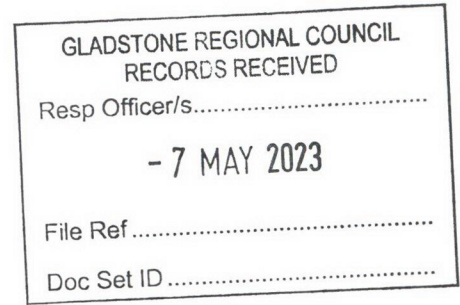 GLADSTONE REGIONAL COUNCIL
RECORDS RECEIVED
Resp Officer/s..............................
- 7 MAY 2023
File Ref.......................................
Doc Set ID..................................